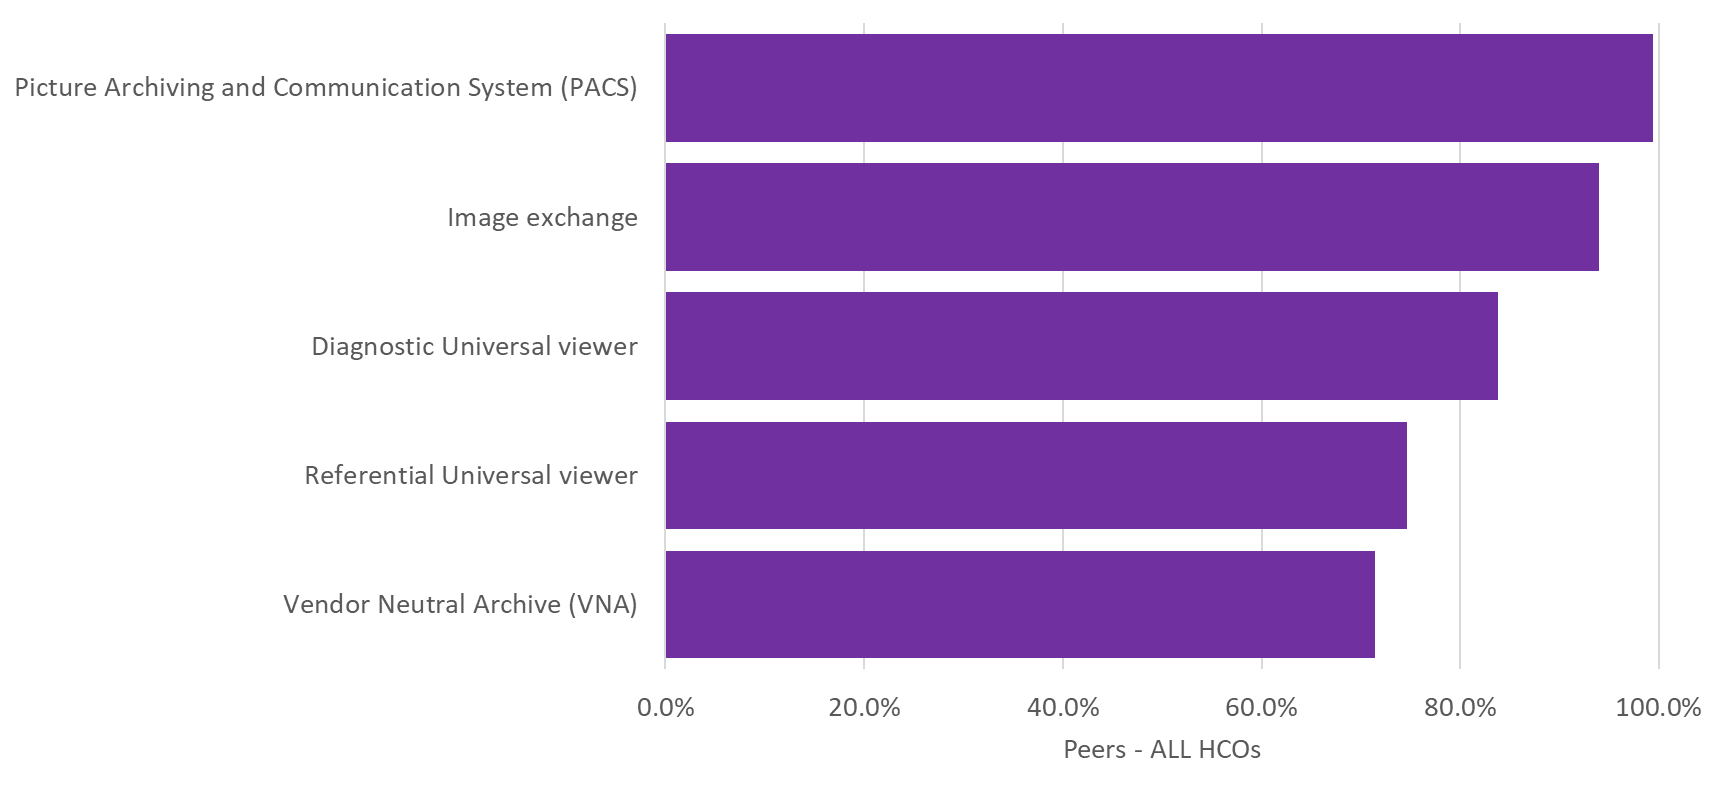 Picture Archiving and Communication System (PACS)
Image exchange
Diagnostic Universal viewer
Referential Universal viewer
Vendor Neutral Archive (VNA)
0.0% 20.0% 40.0% 60.0% 80.0% 100.0%
Peers - ALL HCOs